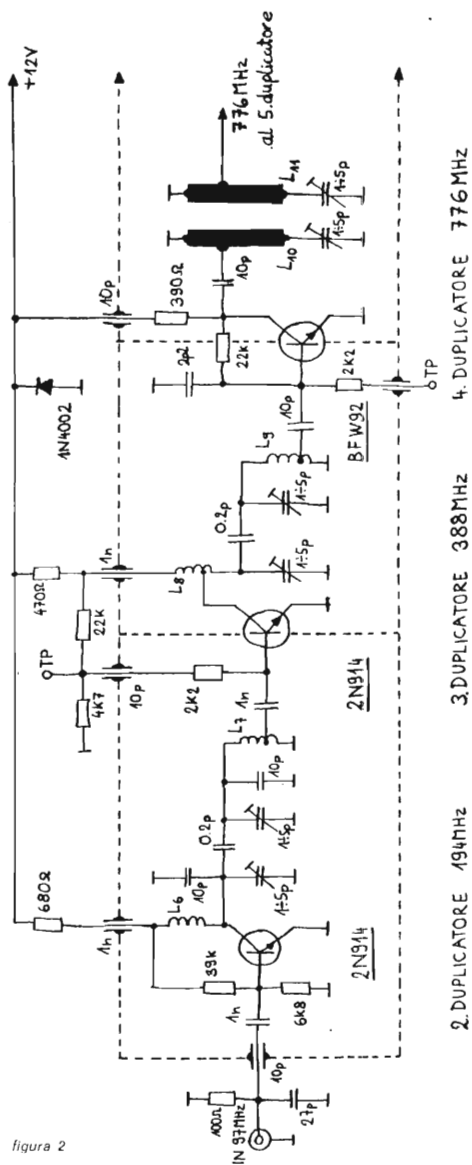 +12V
680Ω
470Ω
1N4002
TP
4K7
22k
1n
10p
1n
10p
390Ω
776MHz
al 5.duplicatore
L6
39k
10p
0.2p
1÷5p
1÷5p
10p
L7
2K2
1n
L8
0.2p
1÷5p
1÷5p
L9
10p
2p2
22k
10p
L10
L11
1÷5p
1÷5p
100Ω
IN 97MHz
27p
10p
1n
6K8
2N914
2N914
BFW92
2K2
TP
2.DUPLICATORE 194MHz
3.DUPLICATORE 388MHz
4.DUPLICATORE 776MHz
figura 2